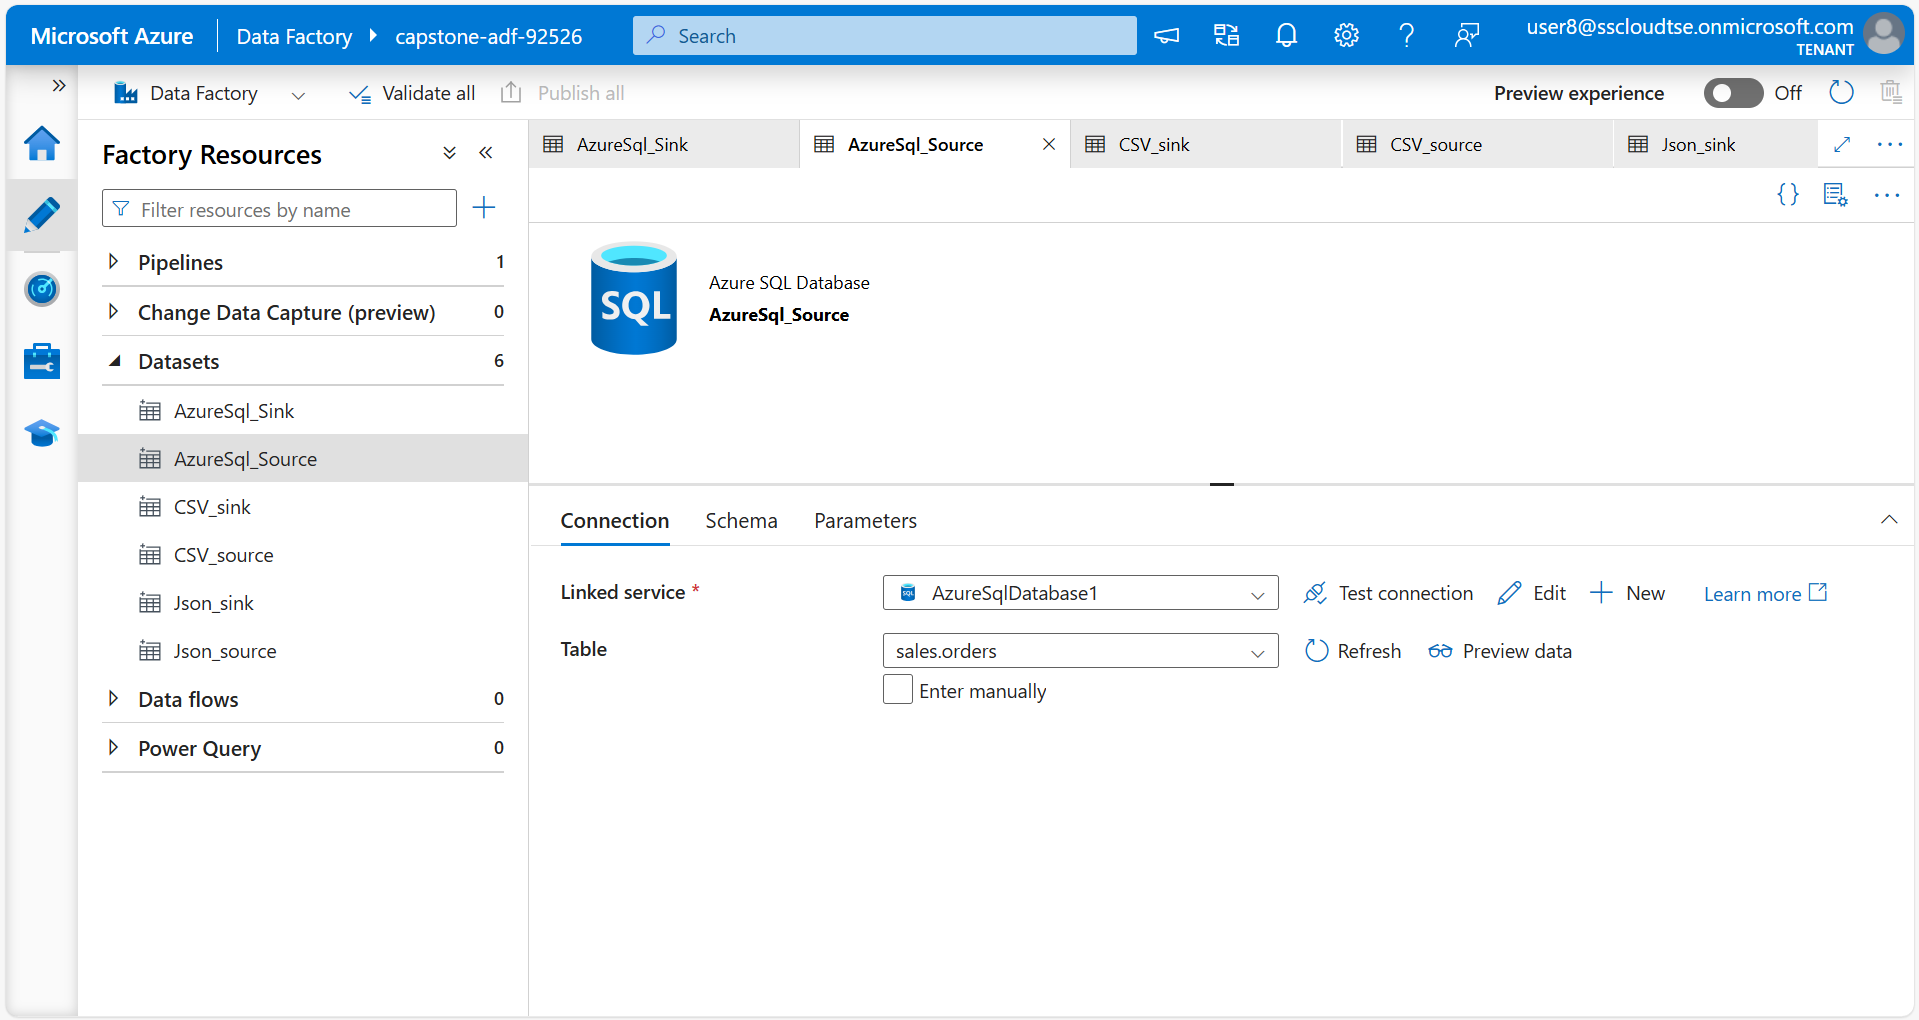 Microsoft Azure
Data Factory
capstone-adf-92526
Search
user8@sscloudtse.onmicrosoft.com
TENANT
Data Factory
Validate all
Publish all
Preview experience
Off
Factory Resources
Filter resources by name
Pipelines 1
Change Data Capture (preview) 0
Datasets 6
AzureSql_Sink
AzureSql_Source
CSV_sink
CSV_source
Json_sink
Json_source
Data flows 0
Power Query 0
AzureSql_Sink
AzureSql_Source
CSV_sink
CSV_source
Json_sink
SQL
Azure SQL Database
AzureSql_Source
Connection
Schema
Parameters
Linked service *
SQL
AzureSqlDatabase1
Test connection
Edit
New
Learn more
Table
sales.orders
Refresh
Preview data
Enter manually